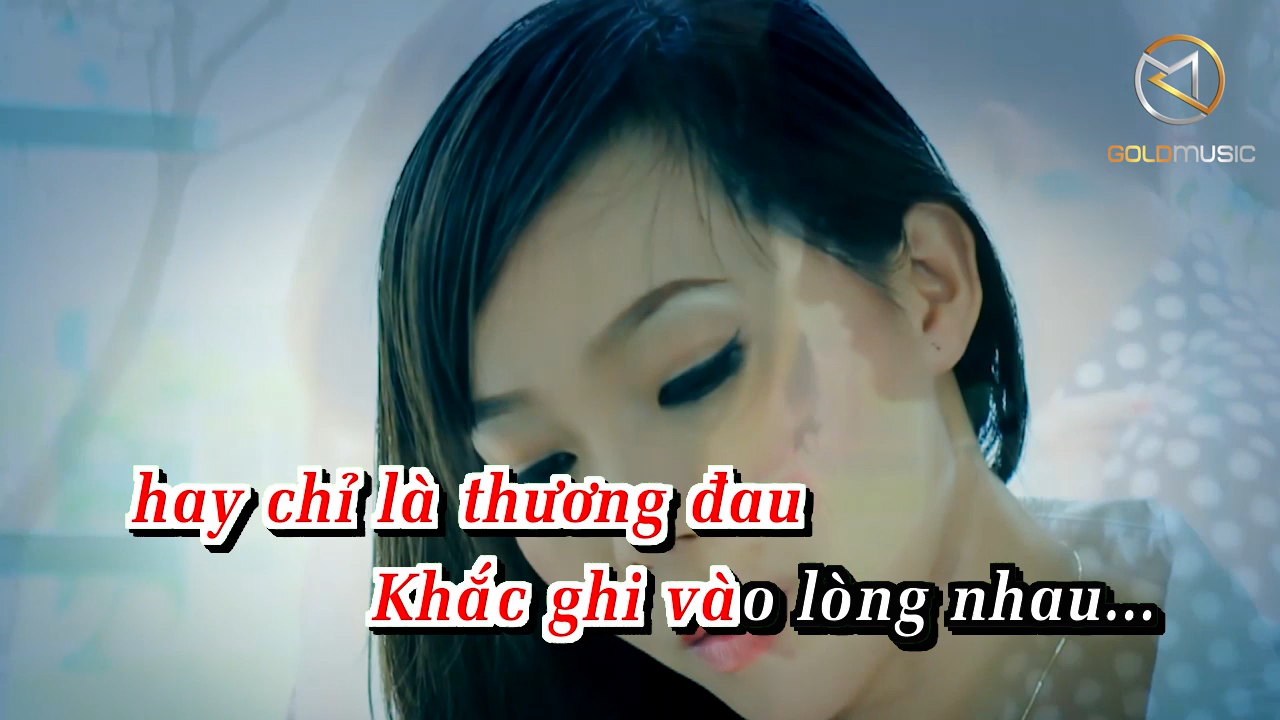 GOLDMUSIC
hay chỉ là thương đau
Khắc ghi vào lòng nhau...